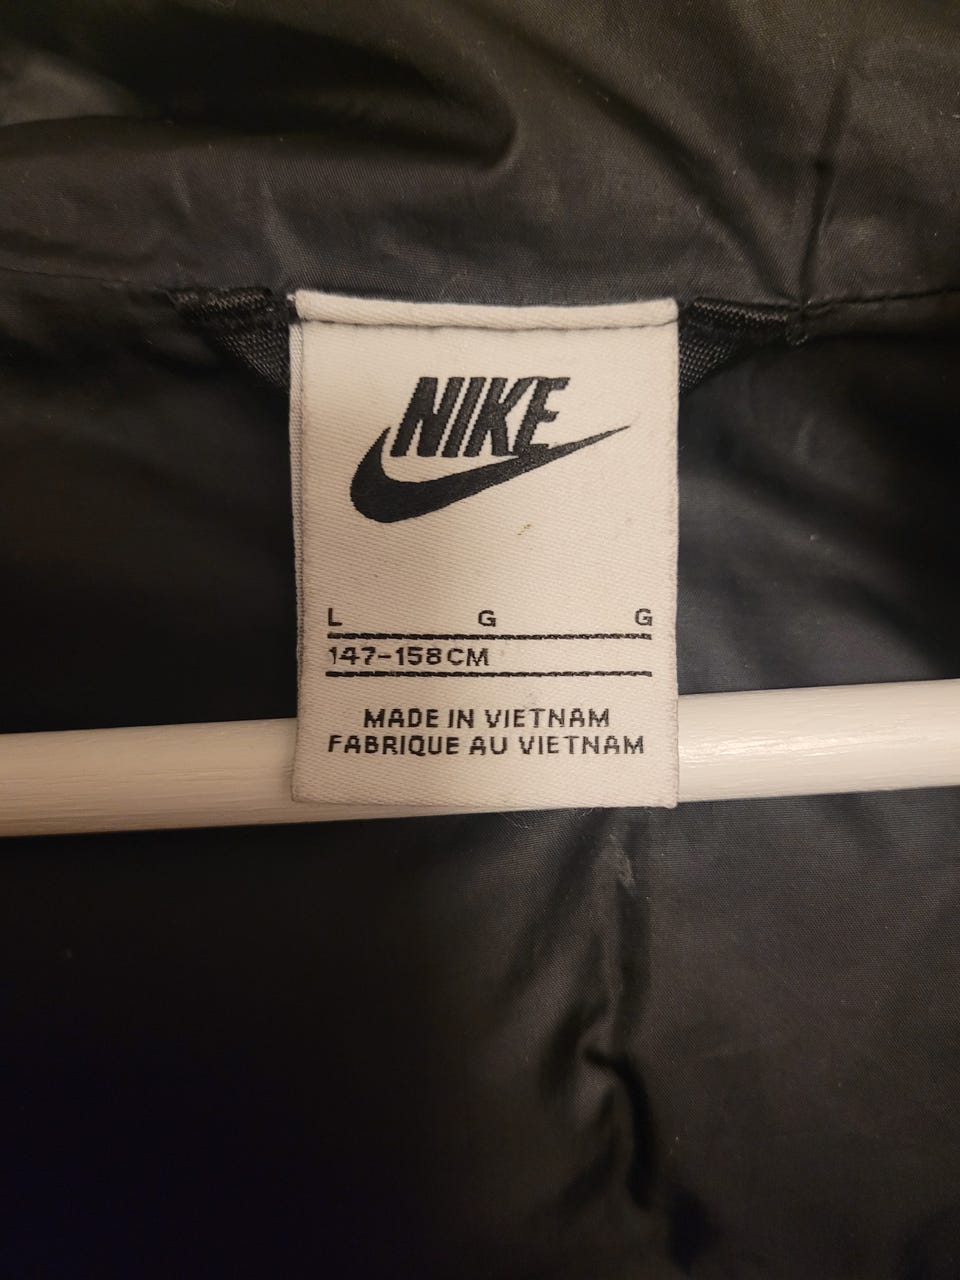 NIKE
L G G
147-158CM
MADE IN VIETNAM
FABRIQUE AU VIETNAM